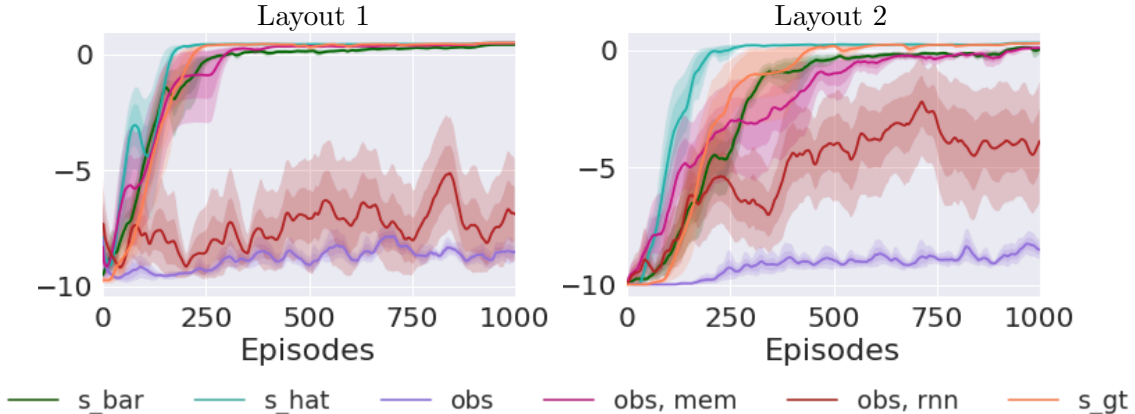 Layout 1
Layout 2
0
−5
−10
0
−5
−10
0 250 500 750 1000
0 250 500 750 1000
Episodes
Episodes
s_bar s_hat obs obs, mem obs, rnn s_gt